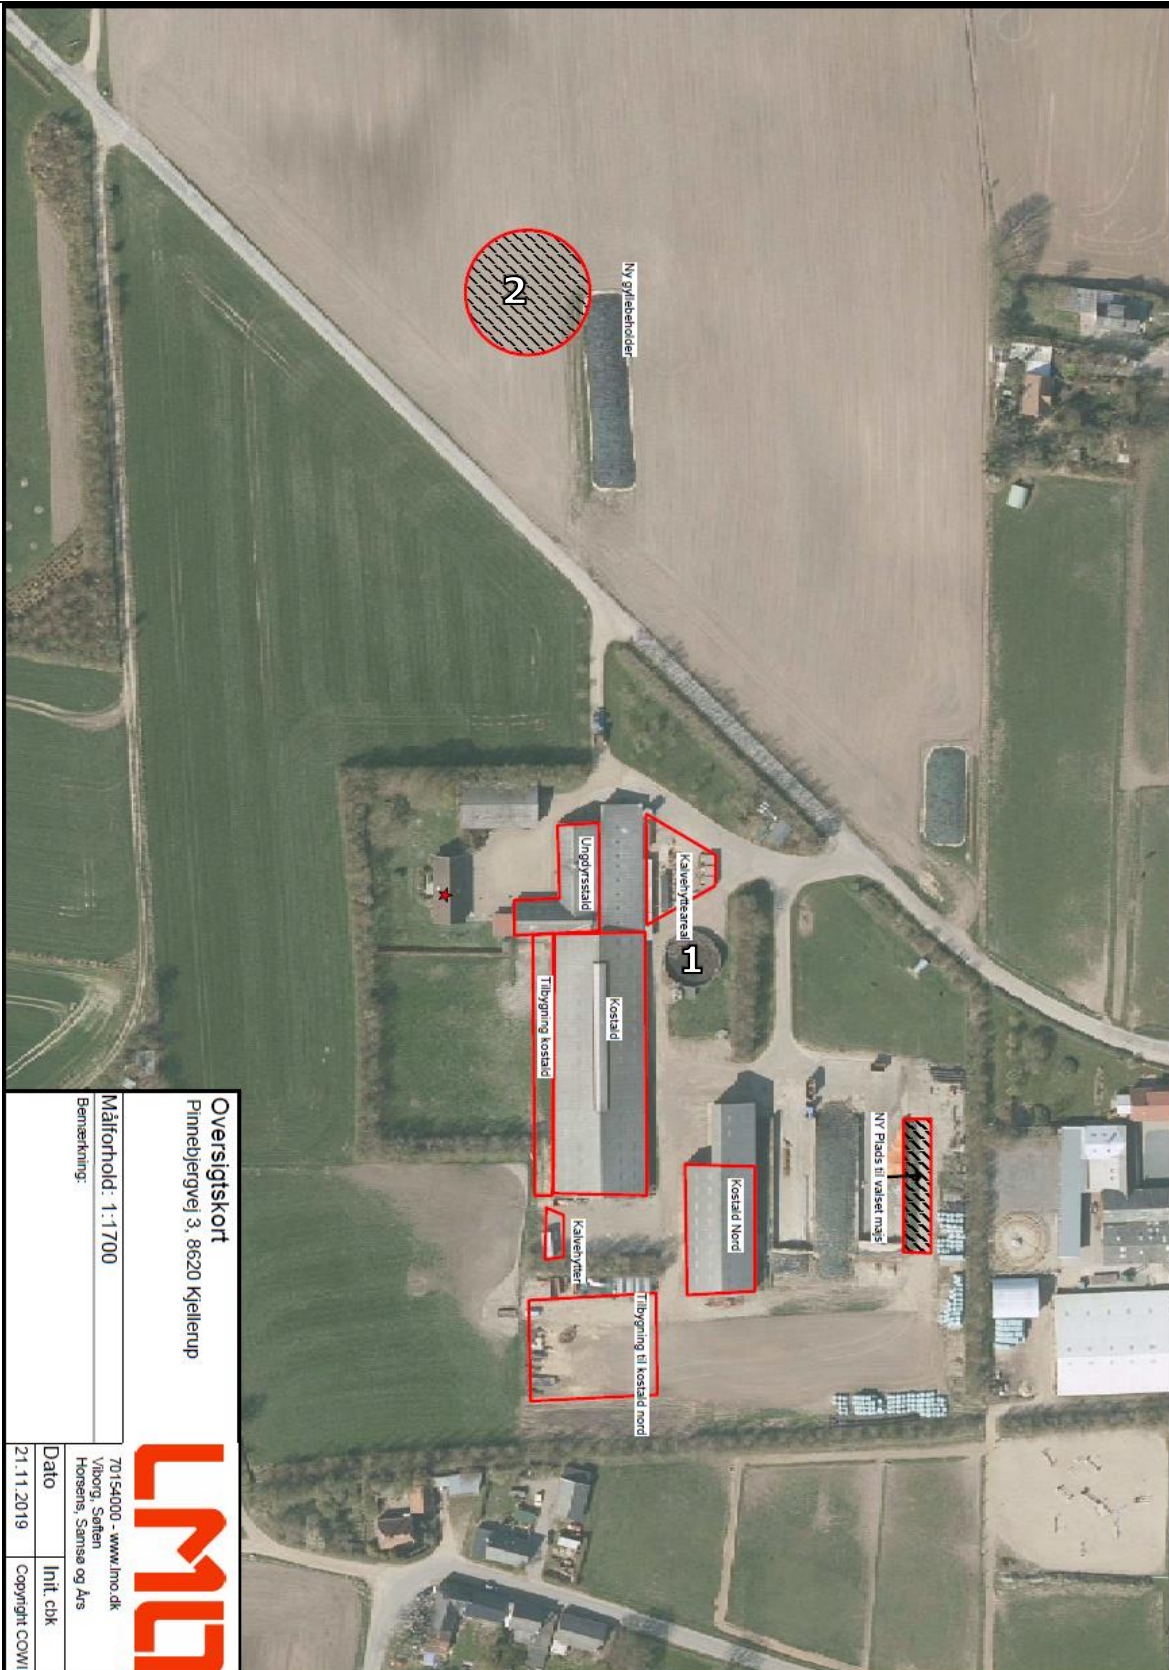 Ny gyllebeholder
2
Kalvehytteareal
1
Ungdyrsstald
Kostald
Tilbygning kostald
NY Plads til valset majs
Kostald Nord
Kalvehytter
Tilbygning til kostald nord
Oversigtskort
Pinnebjergvej 3, 8620 Kjellerup
Målforhold: 1:1700
Bemærkning:
LMO
70154000 - www.lmo.dk
Viborg, Søften
Horsens, Samsø og Års
Dato
Init. cbk
21.11.2019
Copyright COWI